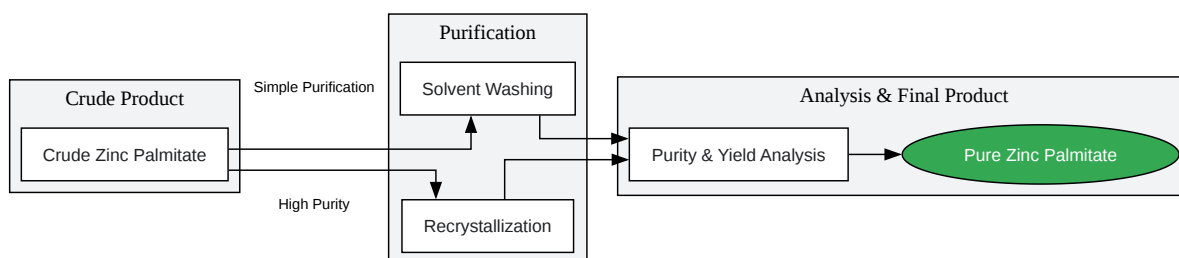 Crude Product
Crude Zinc Palmitate
Simple Purification
High Purity
Purification
Solvent Washing
Recrystallization
Analysis & Final Product
Purity & Yield Analysis
Pure Zinc Palmitate